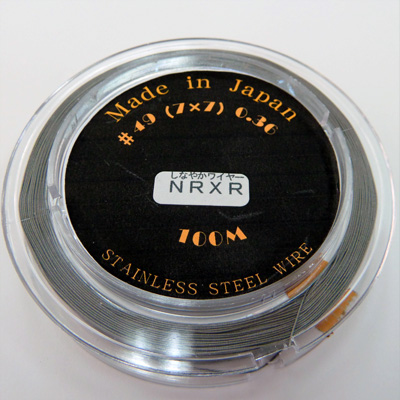 Made in Japan
#49 (7×7) 0.36
しなやかワイヤー
NRXR
100M
STAINLESS STEEL WIRE